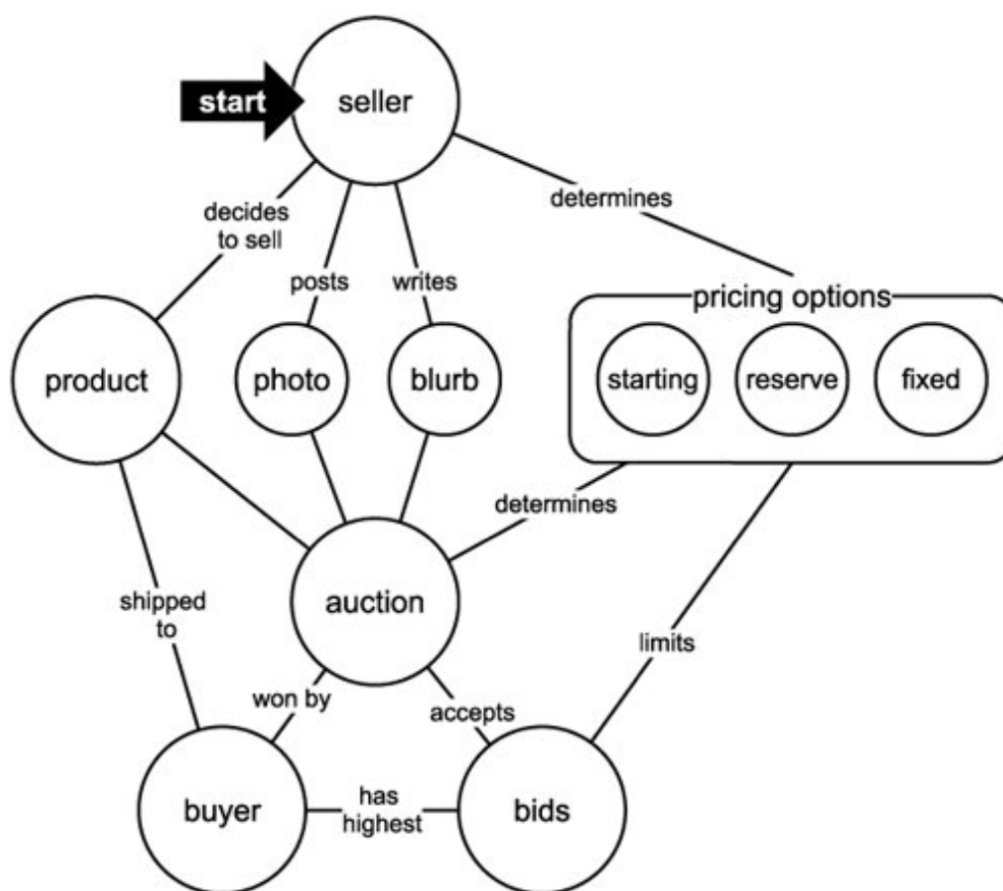 start
seller
determines
decides
to sell
posts
writes
pricing options
product
photo
blurb
starting
reserve
fixed
determines
auction
shipped
to
limits
won by
accepts
has
highest
buyer
bids